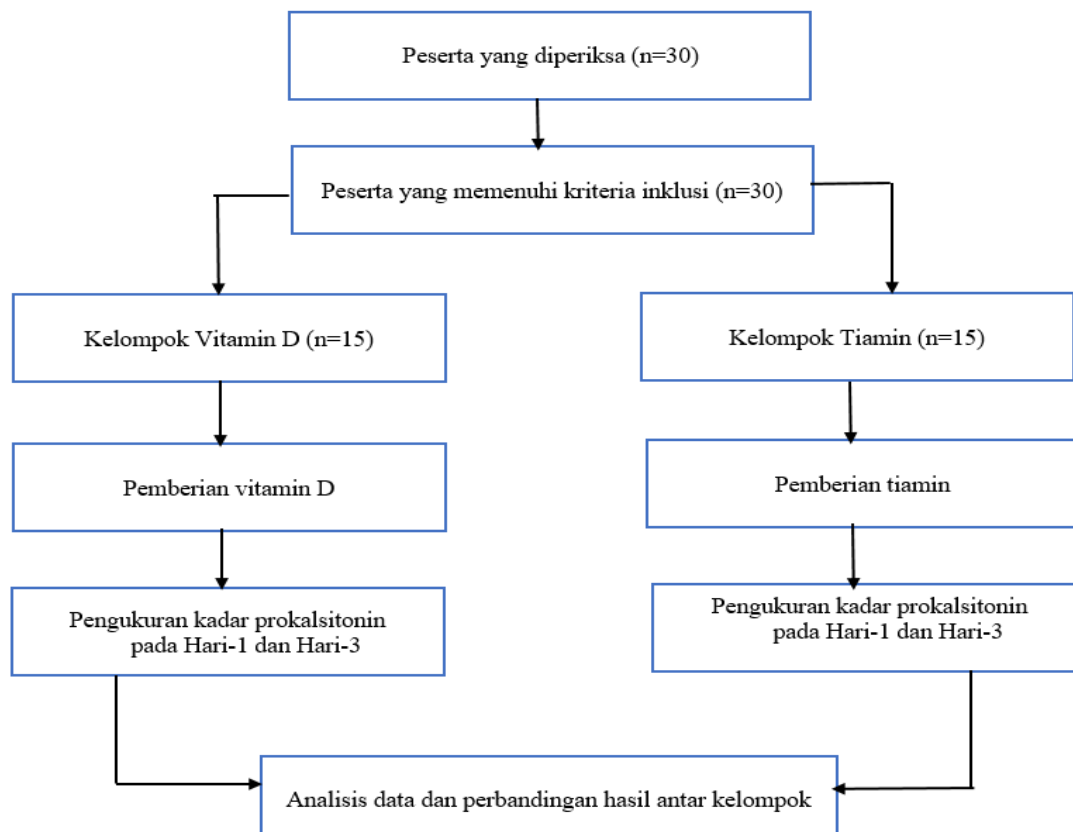 Peserta yang diperiksa (n=30)
Peserta yang memenuhi kriteria inklusi (n=30)
Kelompok Vitamin D (n=15)
Kelompok Tiamin (n=15)
Pemberian vitamin D
Pemberian tiamin
Pengukuran kadar prokalsitonin
pada Hari-1 dan Hari-3
Pengukuran kadar prokalsitonin
pada Hari-1 dan Hari-3
Analisis data dan perbandingan hasil antar kelompok